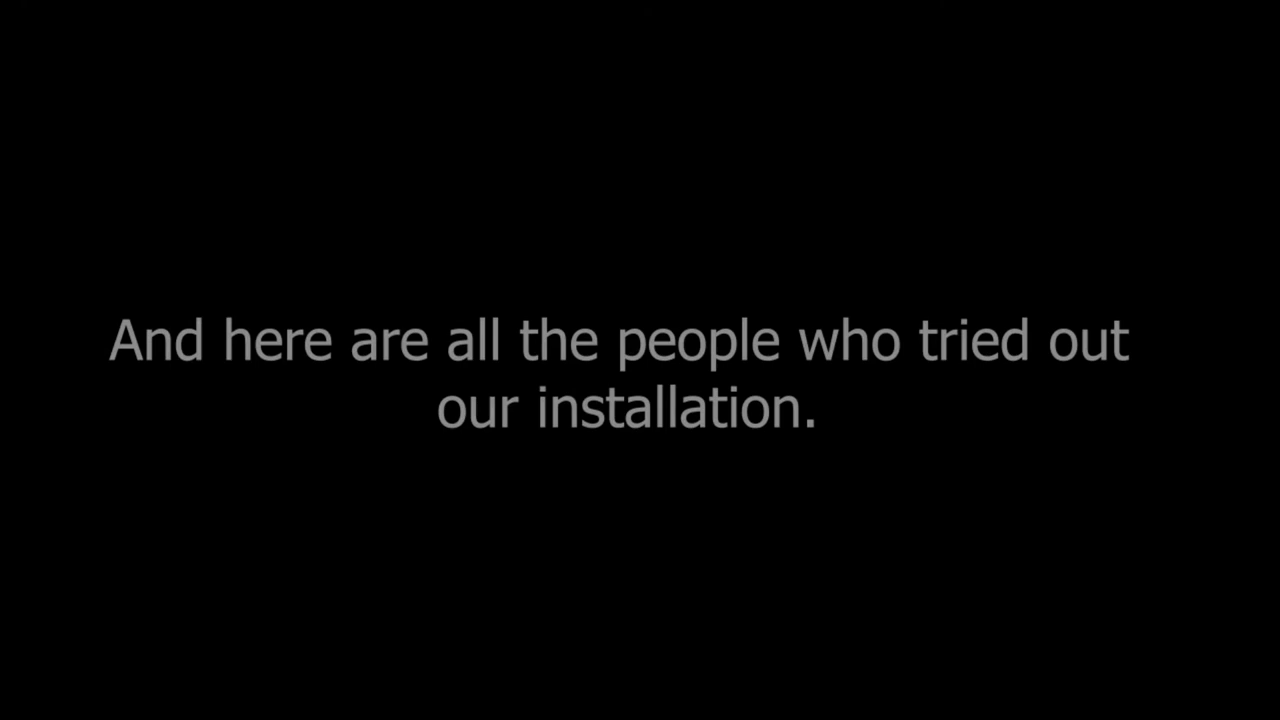 And here are all the people who tried out
our installation.